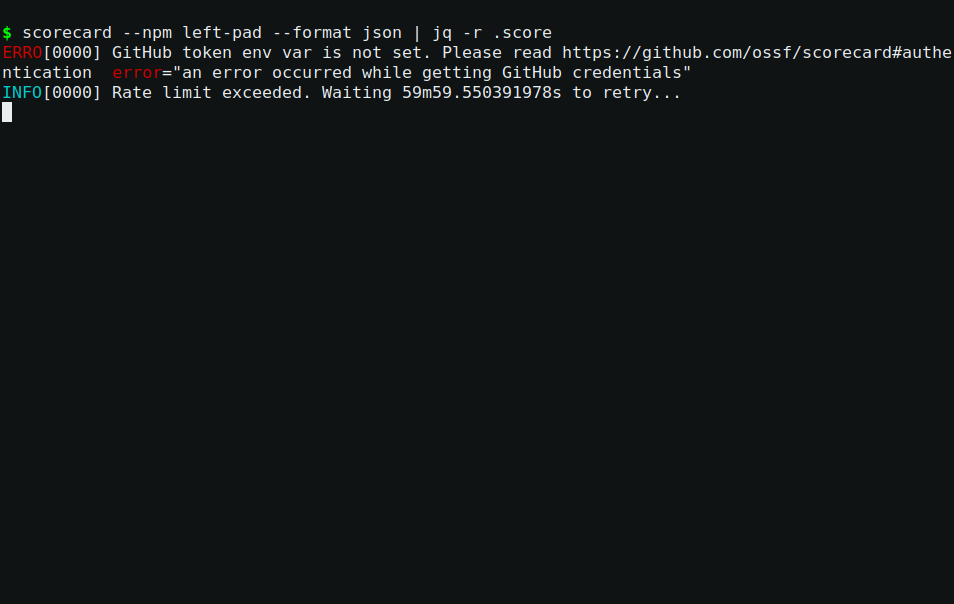 $ scorecard --npm left-pad --format json | jq -r .score
ERRO[0000] GitHub token env var is not set. Please read https://github.com/ossf/scorecard#authe
ntication  error="an error occurred while getting GitHub credentials"
INFO[0000] Rate limit exceeded. Waiting 59m59.550391978s to retry...